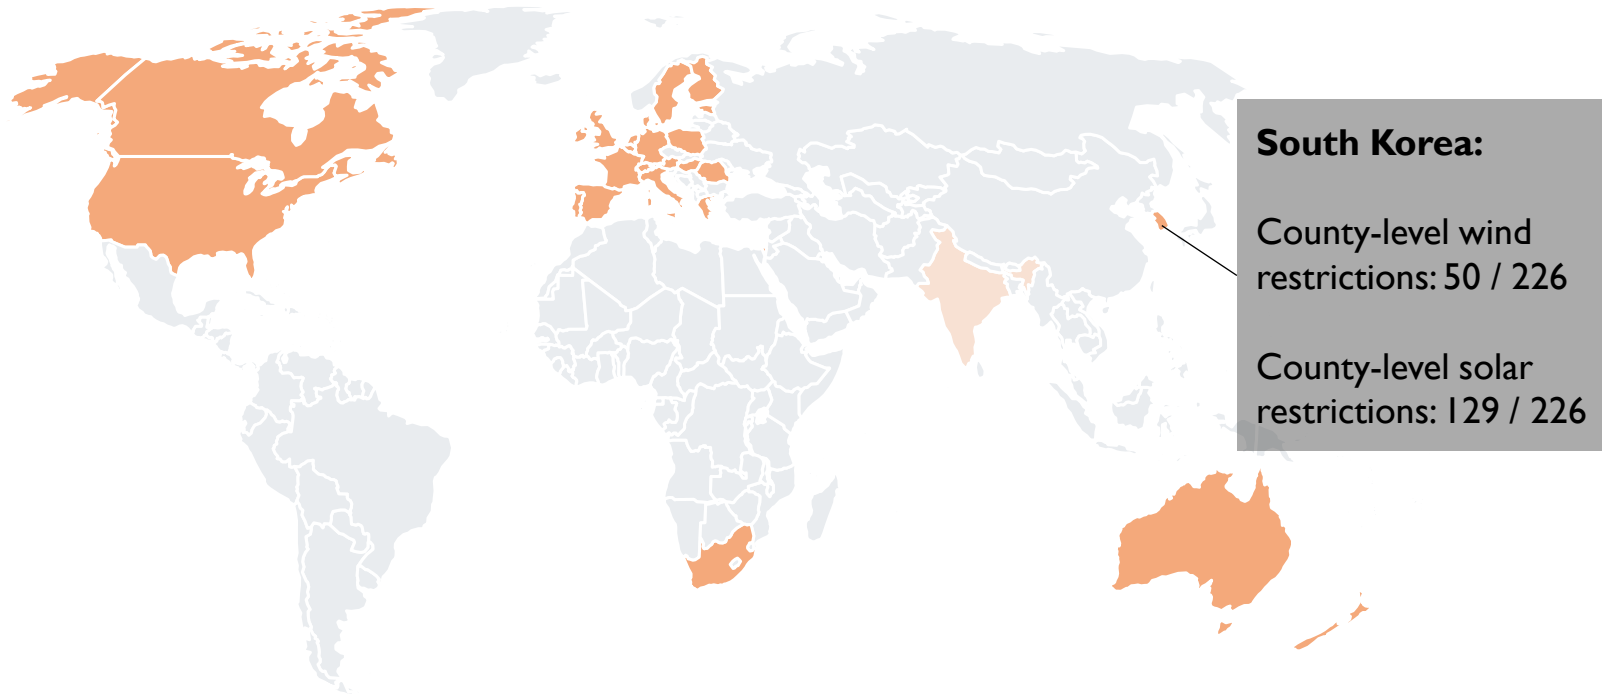 South Korea:
County-level wind
restrictions: 50 / 226
County-level solar
restrictions: 129 / 226